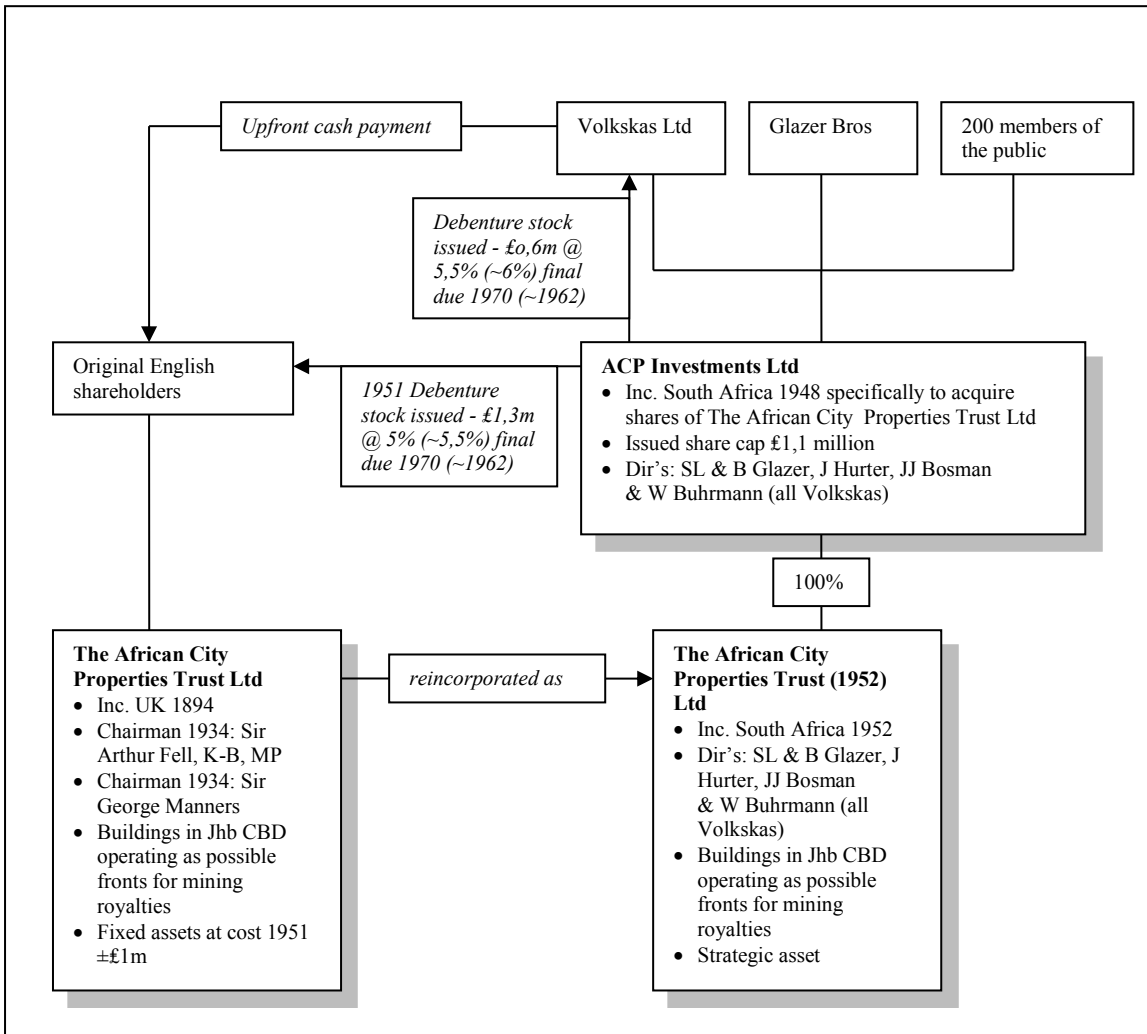 Upfront cash payment
Volkskas Ltd
Glazer Bros
200 members of
the public
Debenture stock
issued - £o,6m @
5,5% (~6%) final
due 1970 (~1962)
Original English
shareholders
1951 Debenture
stock issued - £1,3m
@ 5% (~5,5%) final
due 1970 (~1962)
ACP Investments Ltd
• Inc. South Africa 1948 specifically to acquire
shares of The African City Properties Trust Ltd
• Issued share cap £1,1 million
• Dir's: SL & B Glazer, J Hurter, JJ Bosman
& W Buhrmann (all Volkskas)
100%
The African City
Properties Trust Ltd
• Inc. UK 1894
• Chairman 1934: Sir
Arthur Fell, K-B, MP
• Chairman 1934: Sir
George Manners
• Buildings in Jhb CBD
operating as possible
fronts for mining
royalties
• Fixed assets at cost 1951
±£1m
reincorporated as
The African City
Properties Trust (1952)
Ltd
• Inc. South Africa 1952
• Dir's: SL & B Glazer, J
Hurter, JJ Bosman
& W Buhrmann (all
Volkskas)
• Buildings in Jhb CBD
operating as possible
fronts for mining
royalties
• Strategic asset